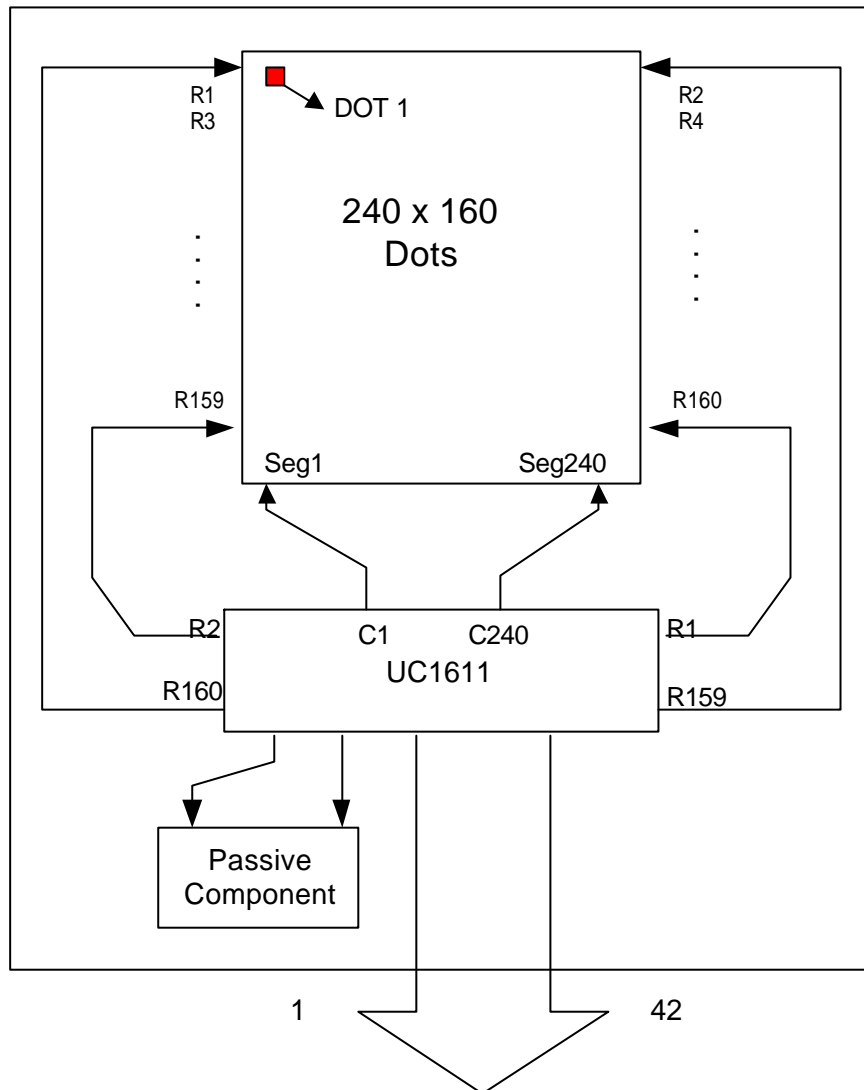 R1
R3
DOT 1
R2
R4
240 x 160
Dots
R159
R160
Seg1
Seg240
R2
C1
C240
R1
UC1611
R160
R159
Passive
Component
1
42